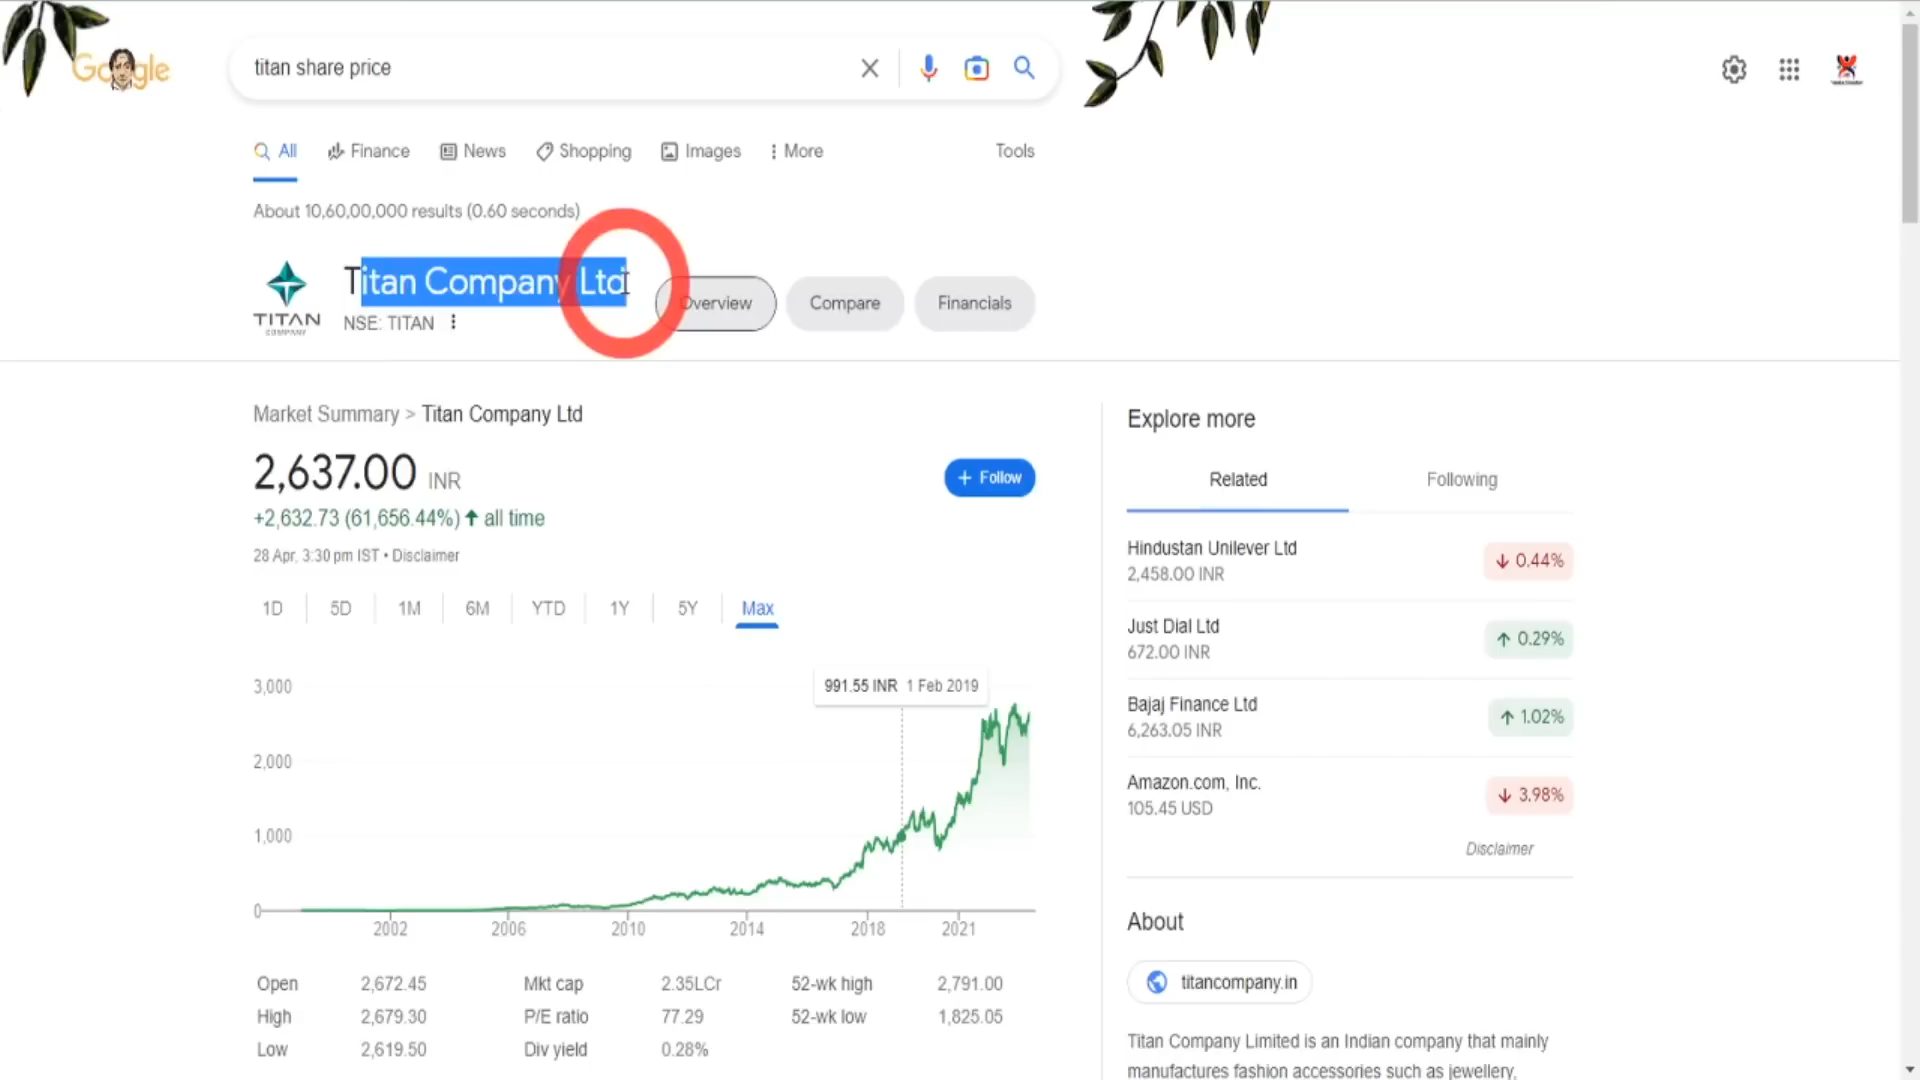 Google
titan share price
All Finance News Shopping Images More Tools
About 10,60,00,000 results (0.60 seconds)
TITAN
COMPANY
Titan Company Ltd
NSE: TITAN
Overview Compare Financials
Market Summary > Titan Company Ltd
2,637.00 INR
+ Follow
+2,632.73 (61,656.44%) ↑ all time
28 Apr, 3:30 pm IST • Disclaimer
1D 5D 1M 6M YTD 1Y 5Y Max
991.55 INR 1 Feb 2019
3,000
2,000
1,000
0
2002 2006 2010 2014 2018 2021
Open 2,672.45 Mkt cap 2.35LCr 52-wk high 2,791.00
High 2,679.30 P/E ratio 77.29 52-wk low 1,825.05
Low 2,619.50 Div yield 0.28%
Explore more
Related Following
Hindustan Unilever Ltd
2,458.00 INR
↓ 0.44%
Just Dial Ltd
672.00 INR
↑ 0.29%
Bajaj Finance Ltd
6,263.05 INR
↑ 1.02%
Amazon.com, Inc.
105.45 USD
↓ 3.98%
Disclaimer
About
titancompany.in
Titan Company Limited is an Indian company that mainly
manufactures fashion accessories such as jewellery,